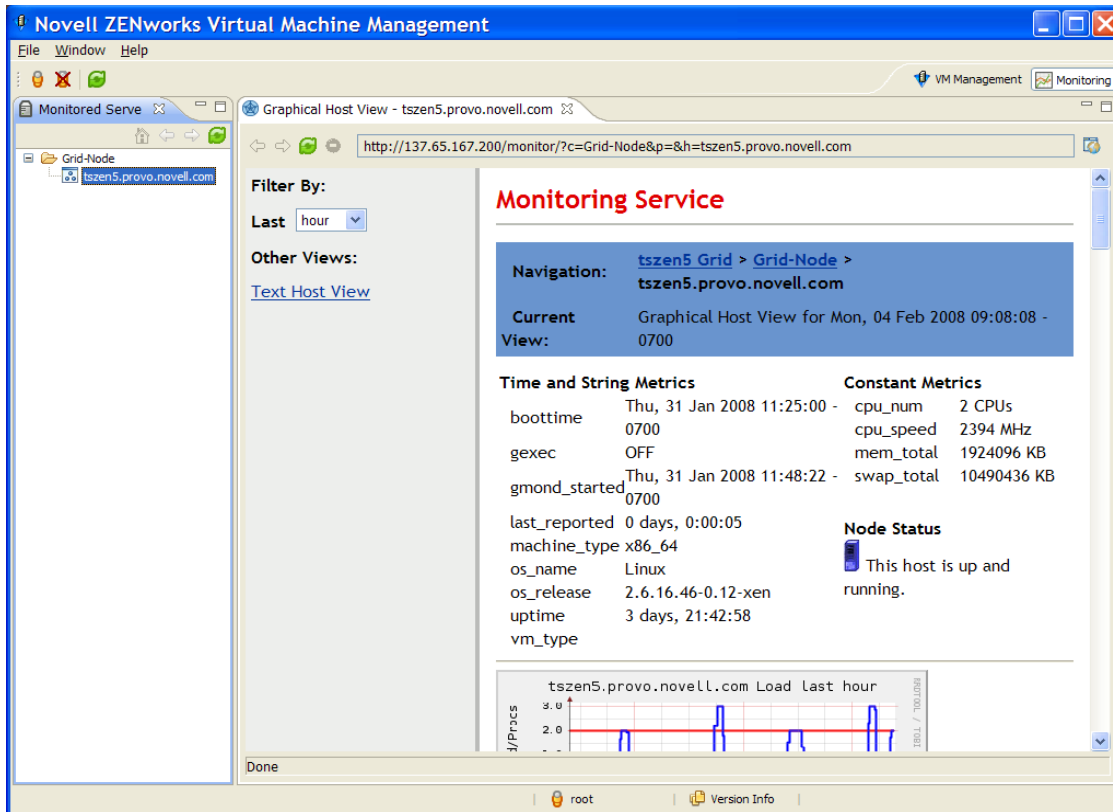 Novell ZENworks Virtual Machine Management
File Window Help
VM Management
Monitoring
Monitored Serve
Graphical Host View - tszen5.provo.novell.com
http://137.65.167.200/monitor/?c=Grid-Node&p=&h=tszen5.provo.novell.com
Grid-Node
tszen5.provo.novell.com
Filter By:
Last hour
Other Views:
Text Host View
Monitoring Service
Navigation: tszen5 Grid > Grid-Node >
tszen5.provo.novell.com
Current Graphical Host View for Mon, 04 Feb 2008 09:08:08 -
View: 0700
Time and String Metrics
boottime Thu, 31 Jan 2008 11:25:00 -
0700
gexec OFF
gmond_started Thu, 31 Jan 2008 11:48:22 -
0700
last_reported 0 days, 0:00:05
machine_type x86_64
os_name Linux
os_release 2.6.16.46-0.12-xen
uptime 3 days, 21:42:58
vm_type
Constant Metrics
cpu_num 2 CPUs
cpu_speed 2394 MHz
mem_total 1924096 KB
swap_total 10490436 KB
Node Status
This host is up and
running.
tszen5.provo.novell.com Load last hour
3.0
2.0
d/Procs
RRDTOOL / TOBI
Done
root
Version Info